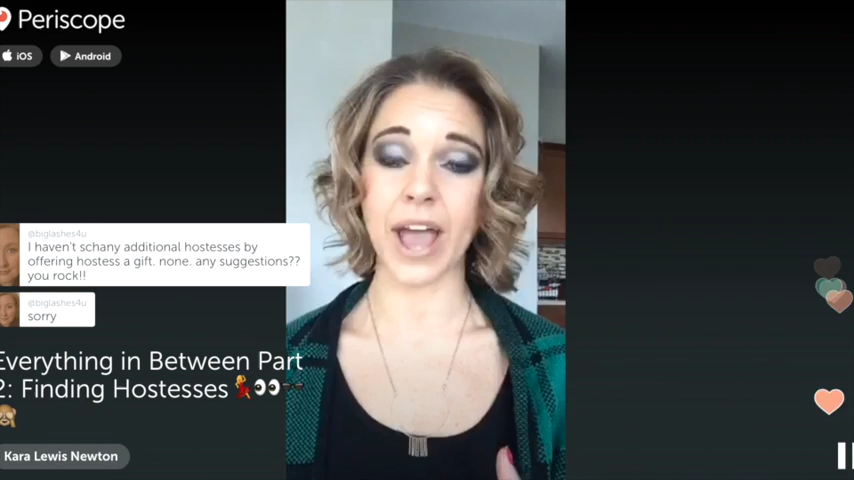 Periscope
iOS
Android
@biglashes4u
I haven't schany additional hostesses by
offering hostess a gift. none. any suggestions??
you rock!!
@biglashes4u
sorry
Everything in Between Part
2: Finding Hostesses💃👀🕶️
🙈
Kara Lewis Newton